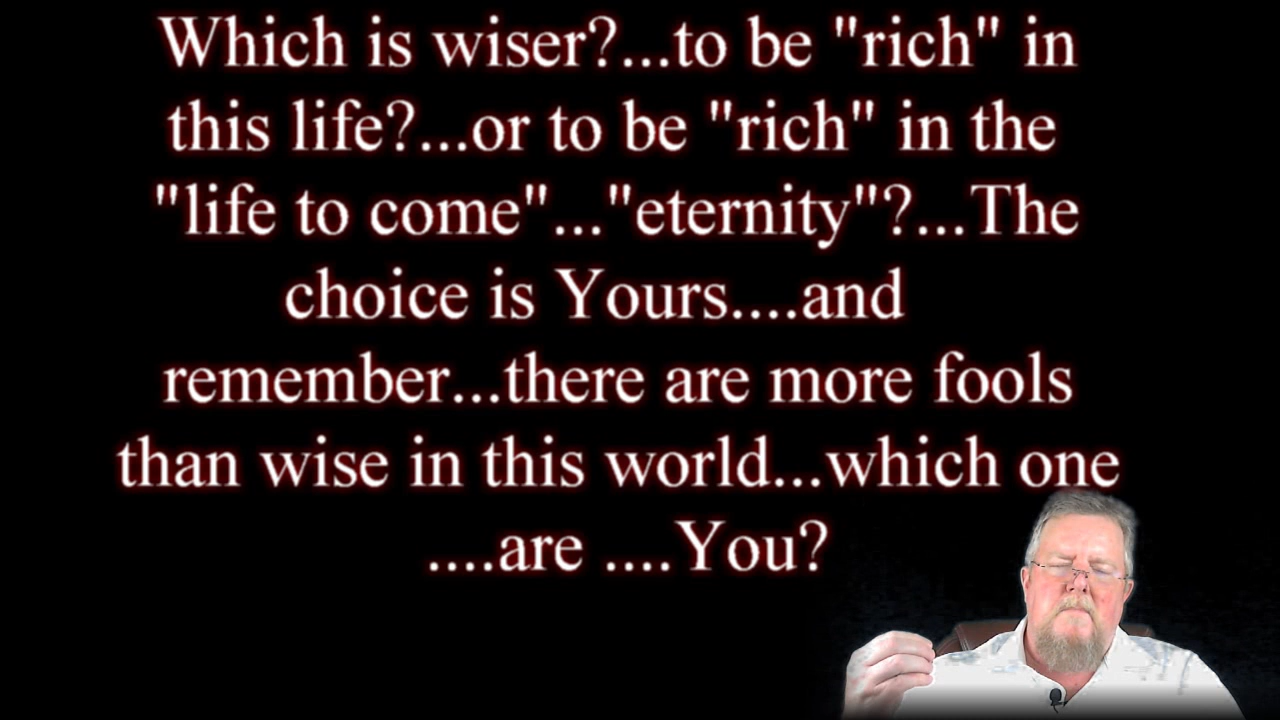 Which is wiser?...to be "rich" in
this life?...or to be "rich" in the
"life to come"..."eternity"?...The
choice is Yours....and
remember...there are more fools
than wise in this world...which one
....are ....You?